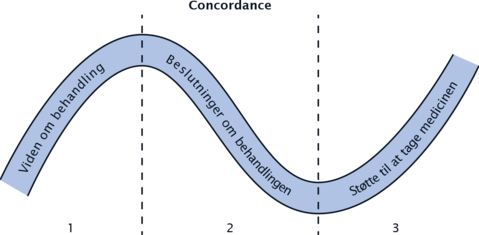 Concordance
Viden om behandling
Beslutninger om behandlingen
Støtte til at tage medicinen
1
2
3